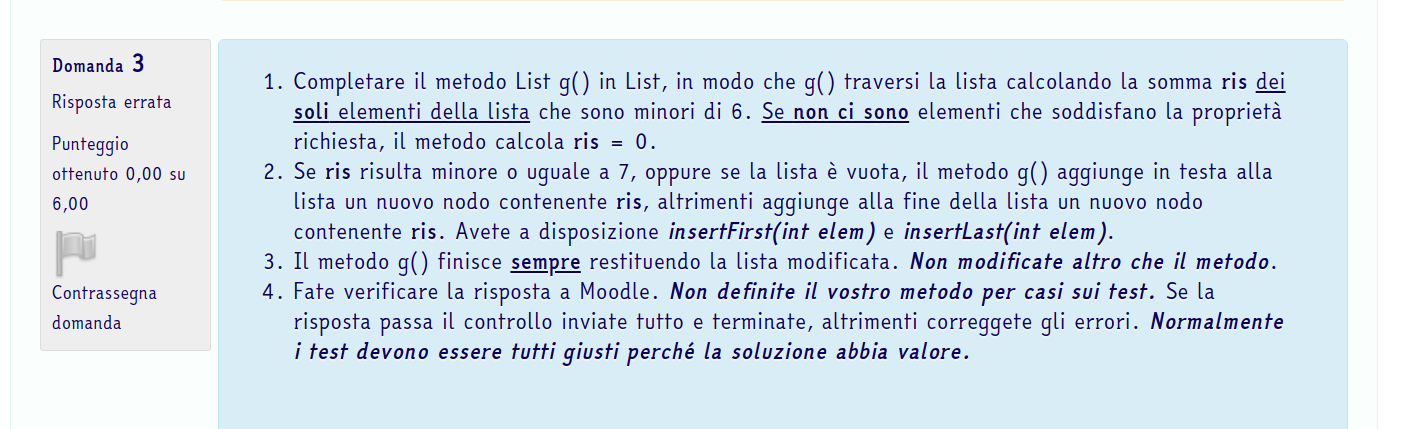 Domanda 3
Risposta errata
Punteggio
ottenuto 0,00 su
6,00
Contrassegna
domanda
1. Completare il metodo List g() in List, in modo che g() traversi la lista calcolando la somma ris dei
soli elementi della lista che sono minori di 6. Se non ci sono elementi che soddisfano la proprietà
richiesta, il metodo calcola ris = 0.
2. Se ris risulta minore o uguale a 7, oppure se la lista è vuota, il metodo g() aggiunge in testa alla
lista un nuovo nodo contenente ris, altrimenti aggiunge alla fine della lista un nuovo nodo
contenente ris. Avete a disposizione insertFirst(int elem) e insertLast(int elem).
3. Il metodo g() finisce sempre restituendo la lista modificata. Non modificate altro che il metodo.
4. Fate verificare la risposta a Moodle. Non definite il vostro metodo per casi sui test. Se la
risposta passa il controllo inviate tutto e terminate, altrimenti correggete gli errori. Normalmente
i test devono essere tutti giusti perché la soluzione abbia valore.